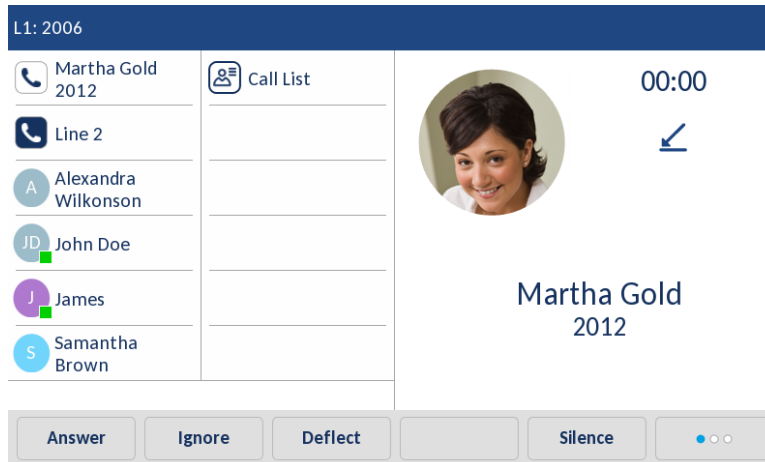 L1: 2006
Martha Gold
2012
Line 2
A
Alexandra
Wilkonson
JD
John Doe
J
James
S
Samantha
Brown
Call List
00:00
Martha Gold
2012
Answer
Ignore
Deflect
Silence